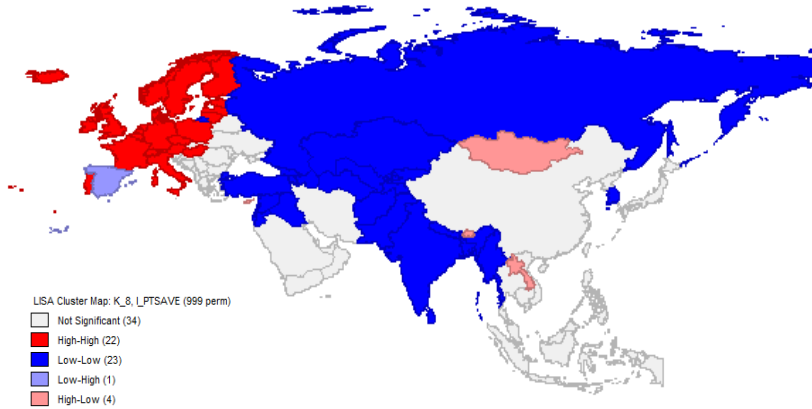 LISA Cluster Map: K_8, I_PTSAVE (999 perm)
Not Significant (34)
High-High (22)
Low-Low (23)
Low-High (1)
High-Low (4)